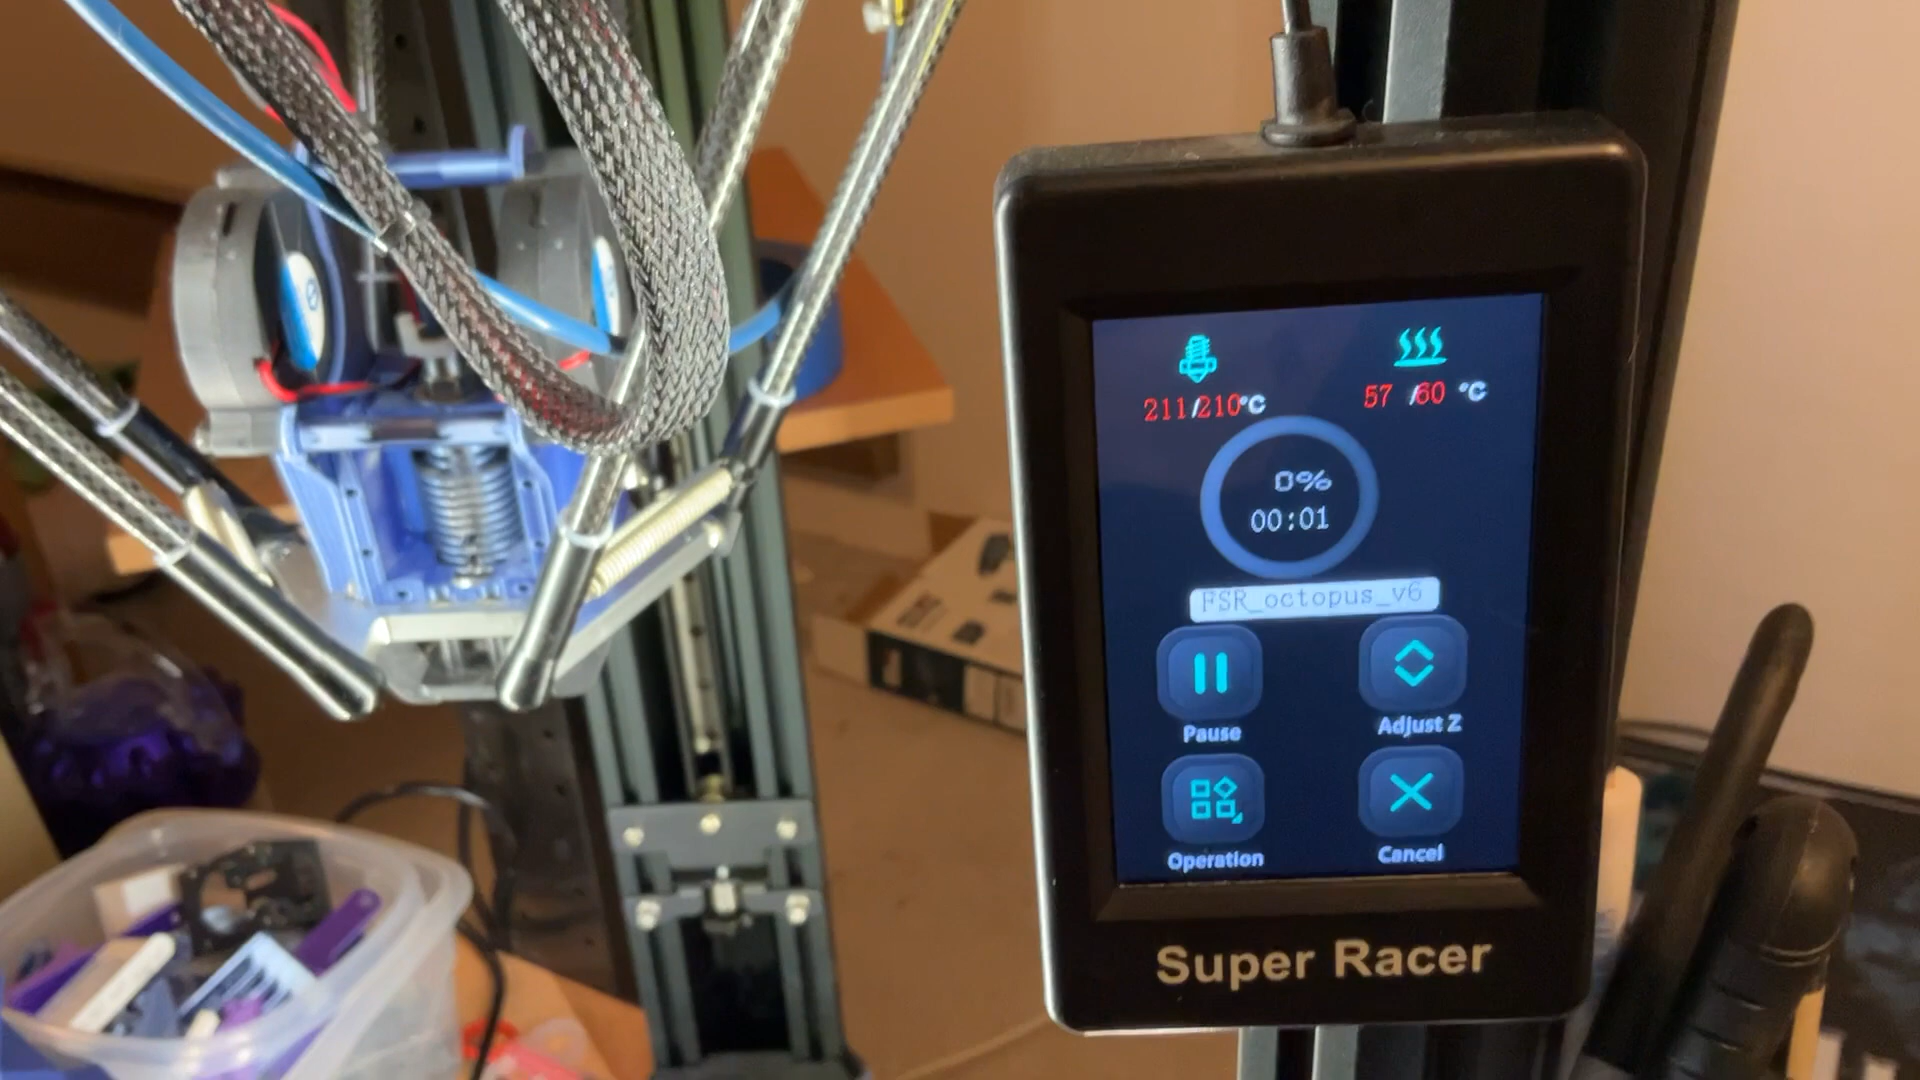 211/210°C
57 /60 °C
0%
00:01
FSR_octopus_v6
Pause
Adjust Z
Operation
Cancel
Super Racer